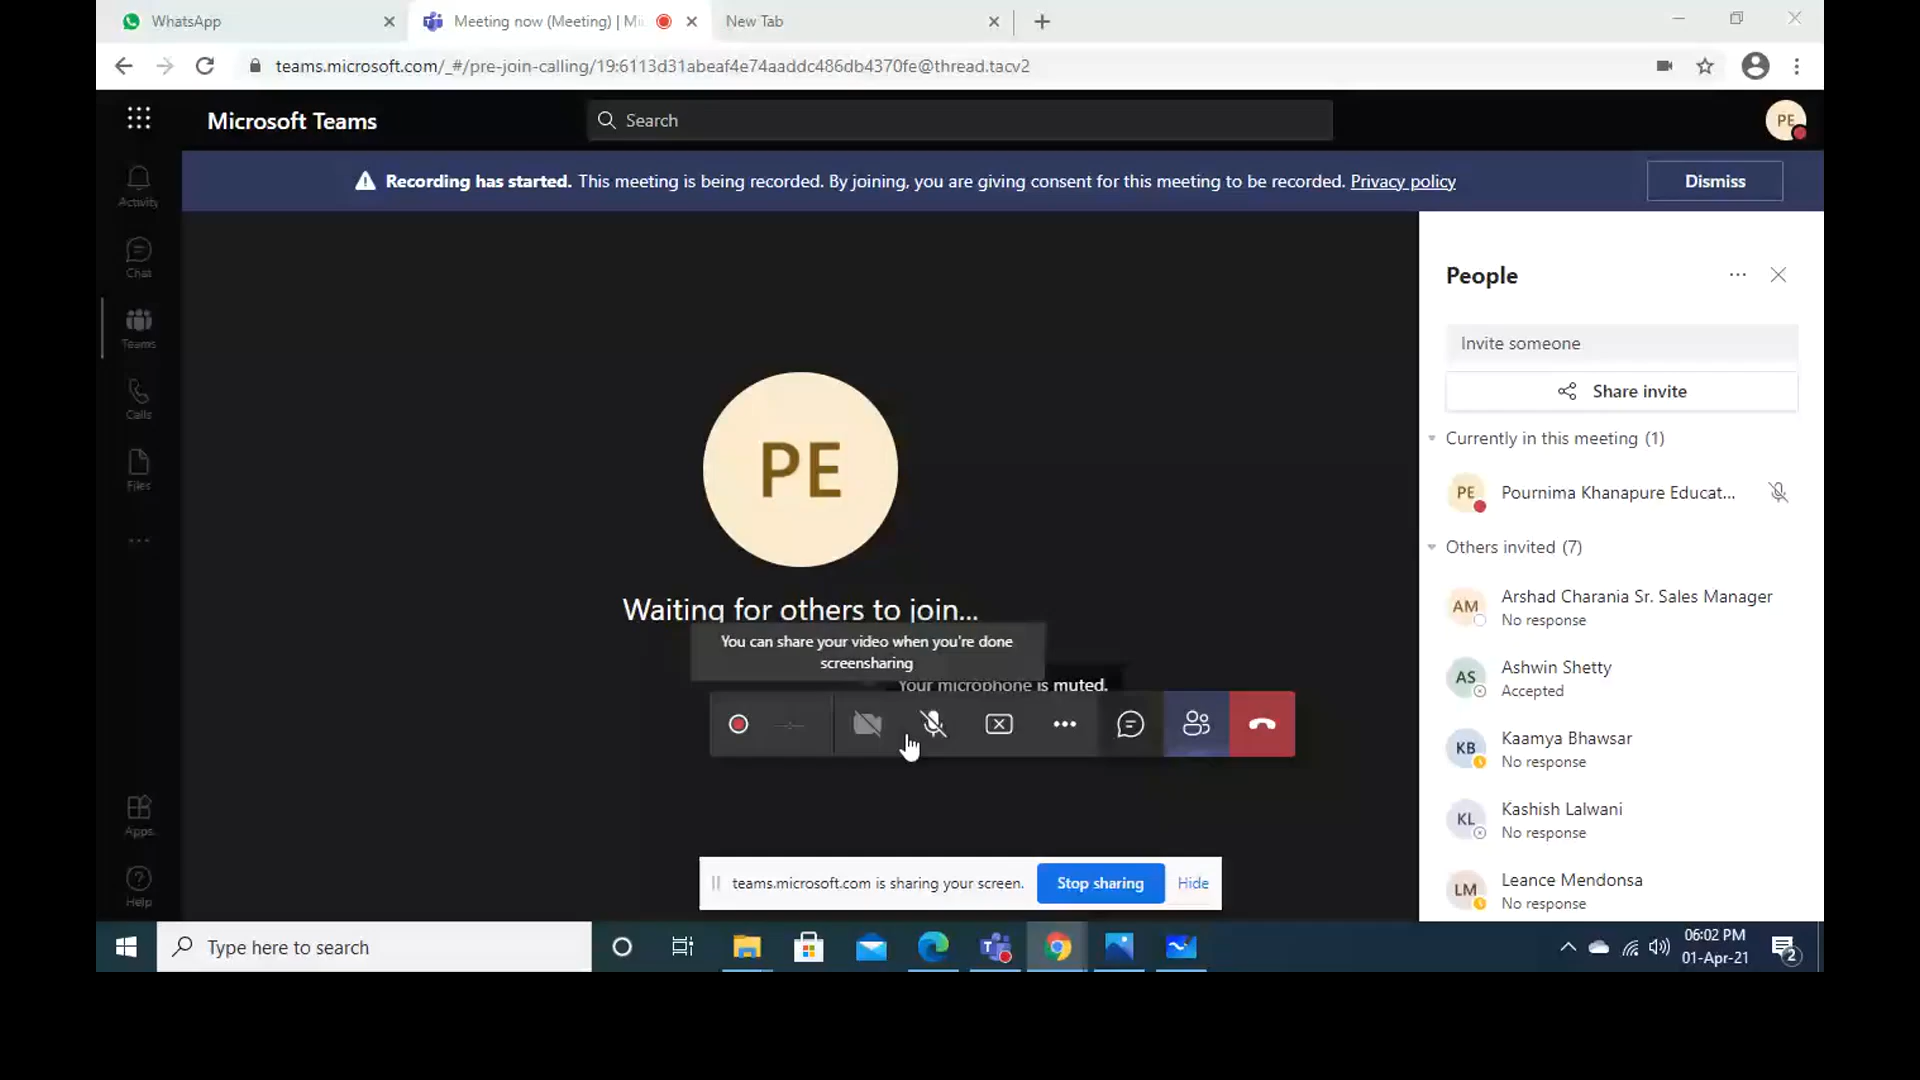 WhatsApp
Meeting now (Meeting) | Mi
New Tab
teams.microsoft.com/_#/pre-join-calling/19:6113d31abeaf4e74aaddc486db4370fe@thread.tacv2
Microsoft Teams
Search
PE
Recording has started. This meeting is being recorded. By joining, you are giving consent for this meeting to be recorded. Privacy policy
Dismiss
Activity
Chat
Teams
Calls
Files
Apps
Help
PE
Waiting for others to join...
You can share your video when you're done
screensharing
Your microphone is muted.
teams.microsoft.com is sharing your screen.
Stop sharing
Hide
People
Invite someone
Share invite
Currently in this meeting (1)
PE
Pournima Khanapure Educat...
Others invited (7)
AM
Arshad Charania Sr. Sales Manager
No response
AS
Ashwin Shetty
Accepted
KB
Kaamya Bhawsar
No response
KL
Kashish Lalwani
No response
LM
Leance Mendonsa
No response
Type here to search
06:02 PM
01-Apr-21
2